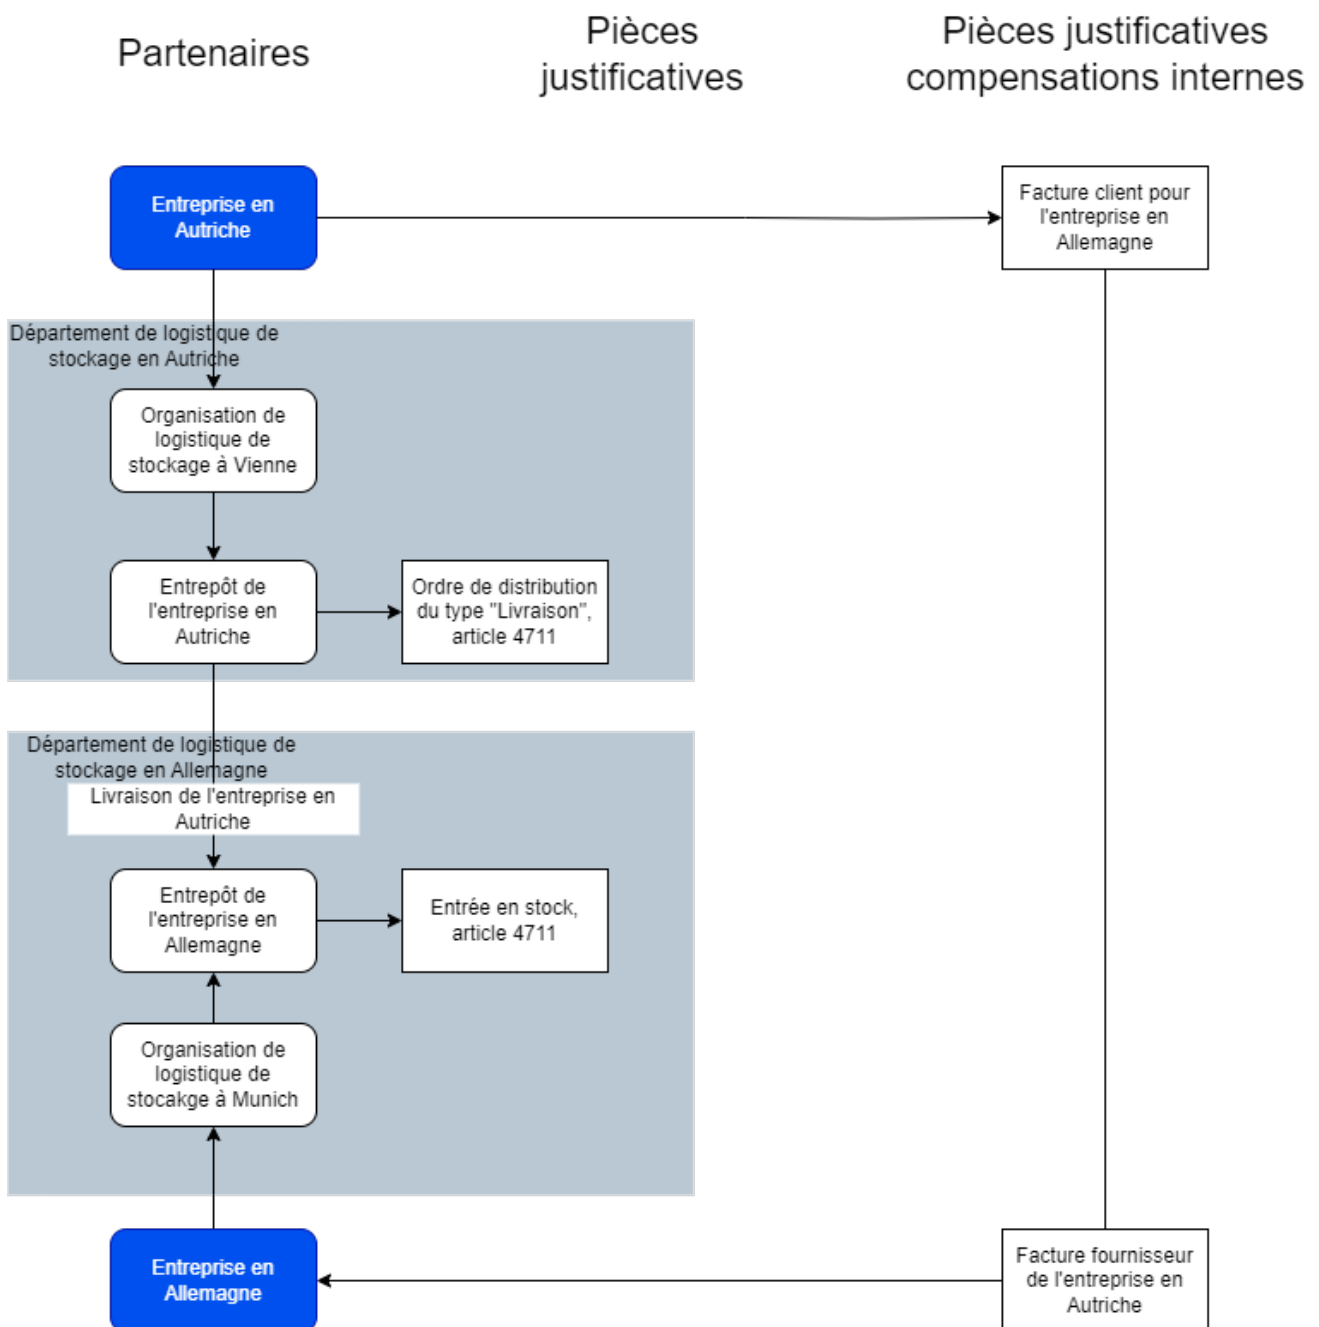 Partenaires
Pièces
justificatives
Pièces justificatives
compensations internes
Entreprise en
Autriche
Facture client pour
l'entreprise en
Allemagne
Département de logistique de
stockage en Autriche
Organisation de
logistique de
stockage à Vienne
Entrepôt de
l'entreprise en
Autriche
Ordre de distribution
du type "Livraison",
article 4711
Département de logistique de
stockage en Allemagne
Livraison de l'entreprise en
Autriche
Entrepôt de
l'entreprise en
Allemagne
Entrée en stock,
article 4711
Organisation de
logistique de
stocakge à Munich
Entreprise en
Allemagne
Facture fournisseur
de l'entreprise en
Autriche